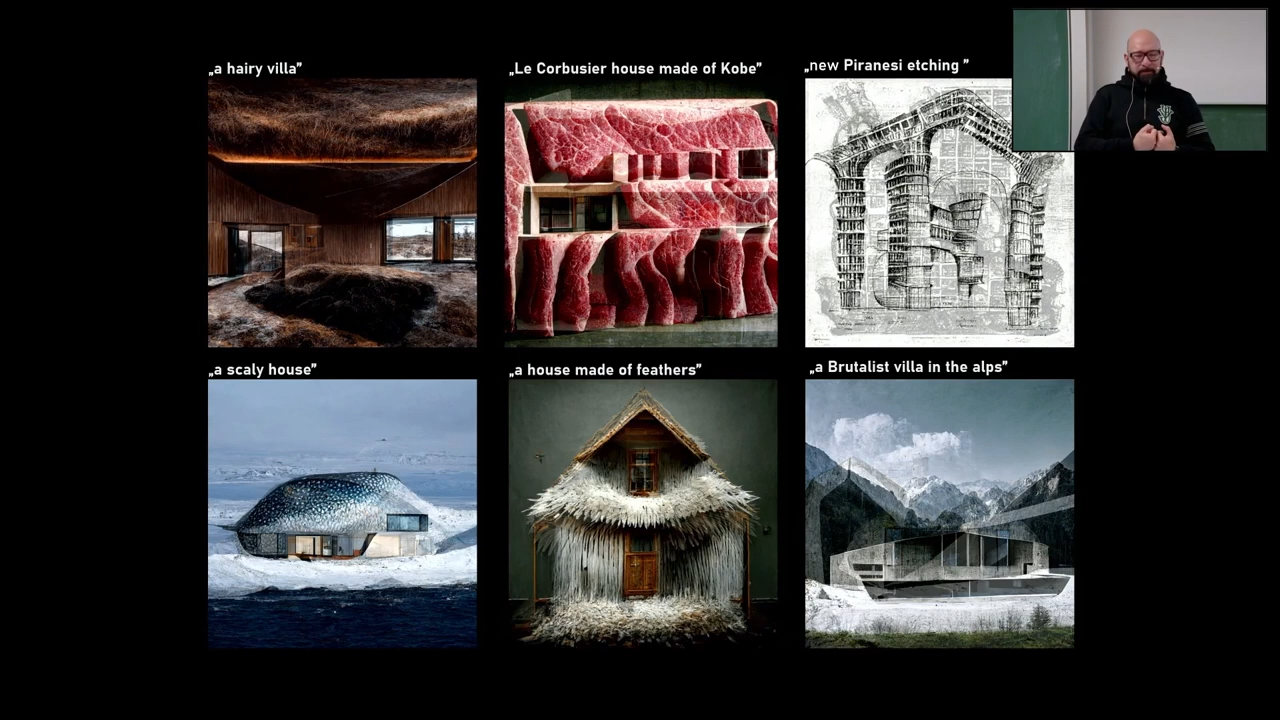 „a hairy villa”
„Le Corbusier house made of Kobe”
„new Piranesi etching ”
„a scaly house”
„a house made of feathers”
„a Brutalist villa in the alps”